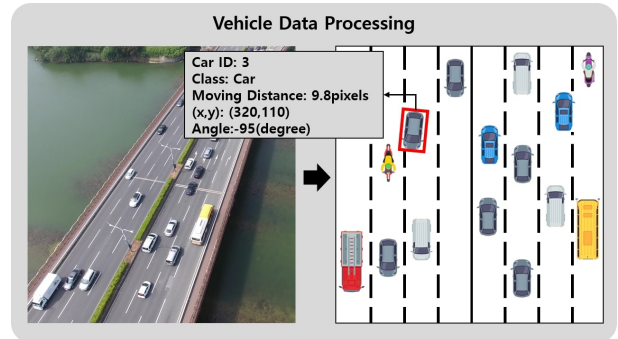 Vehicle Data Processing
Car ID: 3
Class: Car
Moving Distance: 9.8pixels
(x,y): (320,110)
Angle:-95(degree)